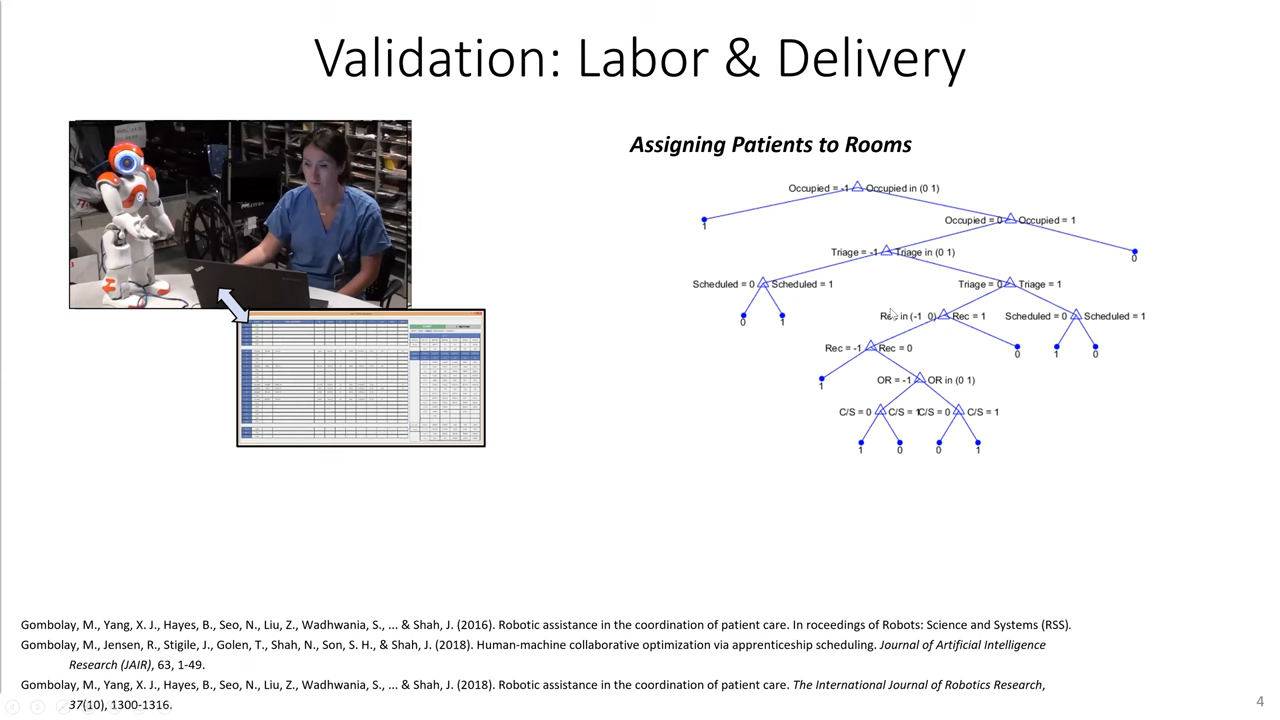 Validation: Labor & Delivery
Assigning Patients to Rooms
Occupied = -1 Occupied in (0 1)
1
Occupied = 0 Occupied = 1
Triage = -1 Triage in (0 1)
0
Scheduled = 0 Scheduled = 1
Triage = 0 Triage = 1
0 1
Rec in (-1 0) Rec = 1
Scheduled = 0 Scheduled = 1
Rec = -1 Rec = 0
0 1 0
1
OR = -1 OR in (0 1)
C/S = 0 C/S = 1 C/S = 0 C/S = 1
1 0 0 1
Gombolay, M., Yang, X. J., Hayes, B., Seo, N., Liu, Z., Wadhwania, S., ... & Shah, J. (2016). Robotic assistance in the coordination of patient care. In roceedings of Robots: Science and Systems (RSS).
Gombolay, M., Jensen, R., Stigile, J., Golen, T., Shah, N., Son, S. H., & Shah, J. (2018). Human-machine collaborative optimization via apprenticeship scheduling. Journal of Artificial Intelligence
Research (JAIR), 63, 1-49.
Gombolay, M., Yang, X. J., Hayes, B., Seo, N., Liu, Z., Wadhwania, S., ... & Shah, J. (2018). Robotic assistance in the coordination of patient care. The International Journal of Robotics Research,
37(10), 1300-1316.
4